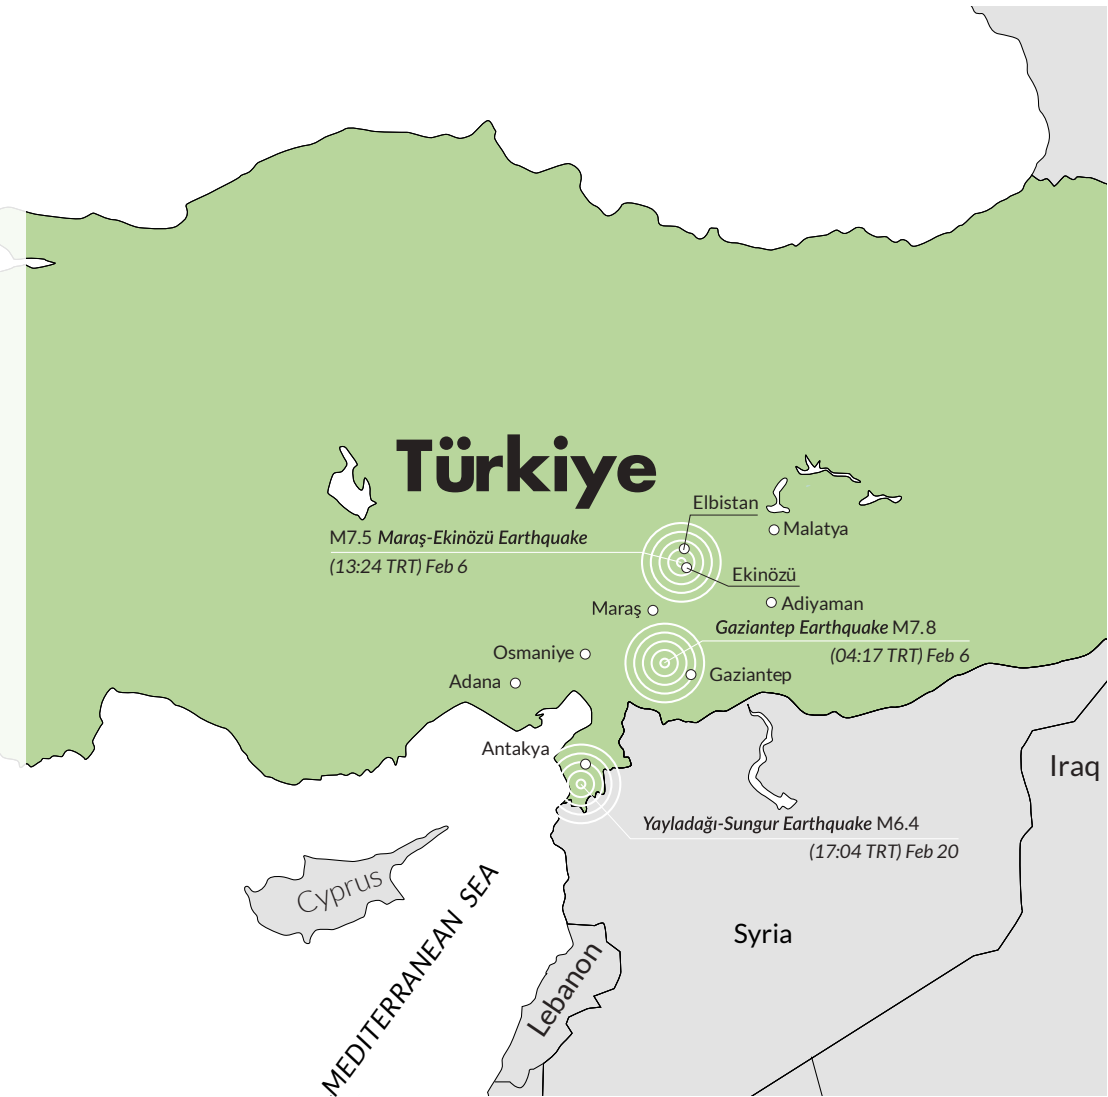 Türkiye
Elbistan
Malatya
M7.5 Maraş-Ekinözü Earthquake
(13:24 TRT) Feb 6
Ekinözü
Maraş
Adiyaman
Gaziantep Earthquake M7.8
(04:17 TRT) Feb 6
Osmaniye
Gaziantep
Adana
Antakya
Iraq
Yayladağı-Sungur Earthquake M6.4
(17:04 TRT) Feb 20
Cyprus
MEDITERRANEAN SEA
Syria
Lebanon